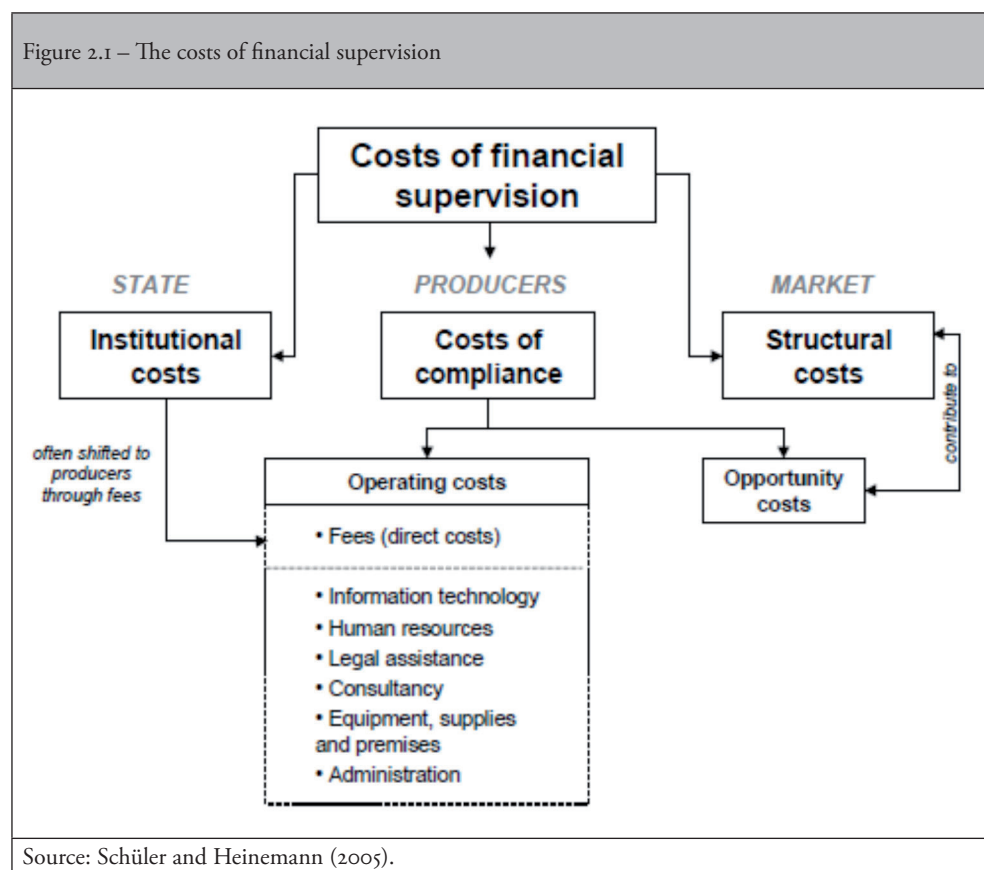 Figure 2.1 – The costs of financial supervision
Costs of financial
supervision
STATE
PRODUCERS
MARKET
Institutional
costs
Costs of
compliance
Structural
costs
contribute to
often shifted to
producers
through fees
Operating costs
Opportunity
costs
• Fees (direct costs)
• Information technology
• Human resources
• Legal assistance
• Consultancy
• Equipment, supplies
and premises
• Administration
Source: Schüler and Heinemann (2005).